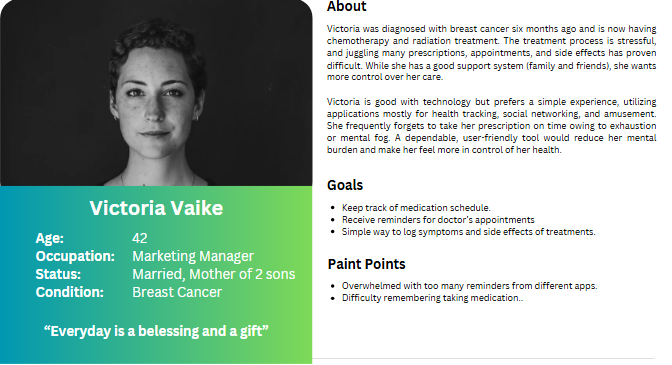 Victoria Vaike
Age: 42
Occupation: Marketing Manager
Status: Married, Mother of 2 sons
Condition: Breast Cancer
“Everyday is a belessing and a gift”
About
Victoria was diagnosed with breast cancer six months ago and is now having
chemotherapy and radiation treatment. The treatment process is stressful,
and juggling many prescriptions, appointments, and side effects has proven
difficult. While she has a good support system (family and friends), she wants
more control over her care.
Victoria is good with technology but prefers a simple experience, utilizing
applications mostly for health tracking, social networking, and amusement.
She frequently forgets to take her prescription on time owing to exhaustion
or mental fog. A dependable, user-friendly tool would reduce her mental
burden and make her feel more in control of her health.
Goals
• Keep track of medication schedule.
• Receive reminders for doctor's appointments
• Simple way to log symptoms and side effects of treatments.
Paint Points
• Overwhelmed with too many reminders from different apps.
• Difficulty remembering taking medication..